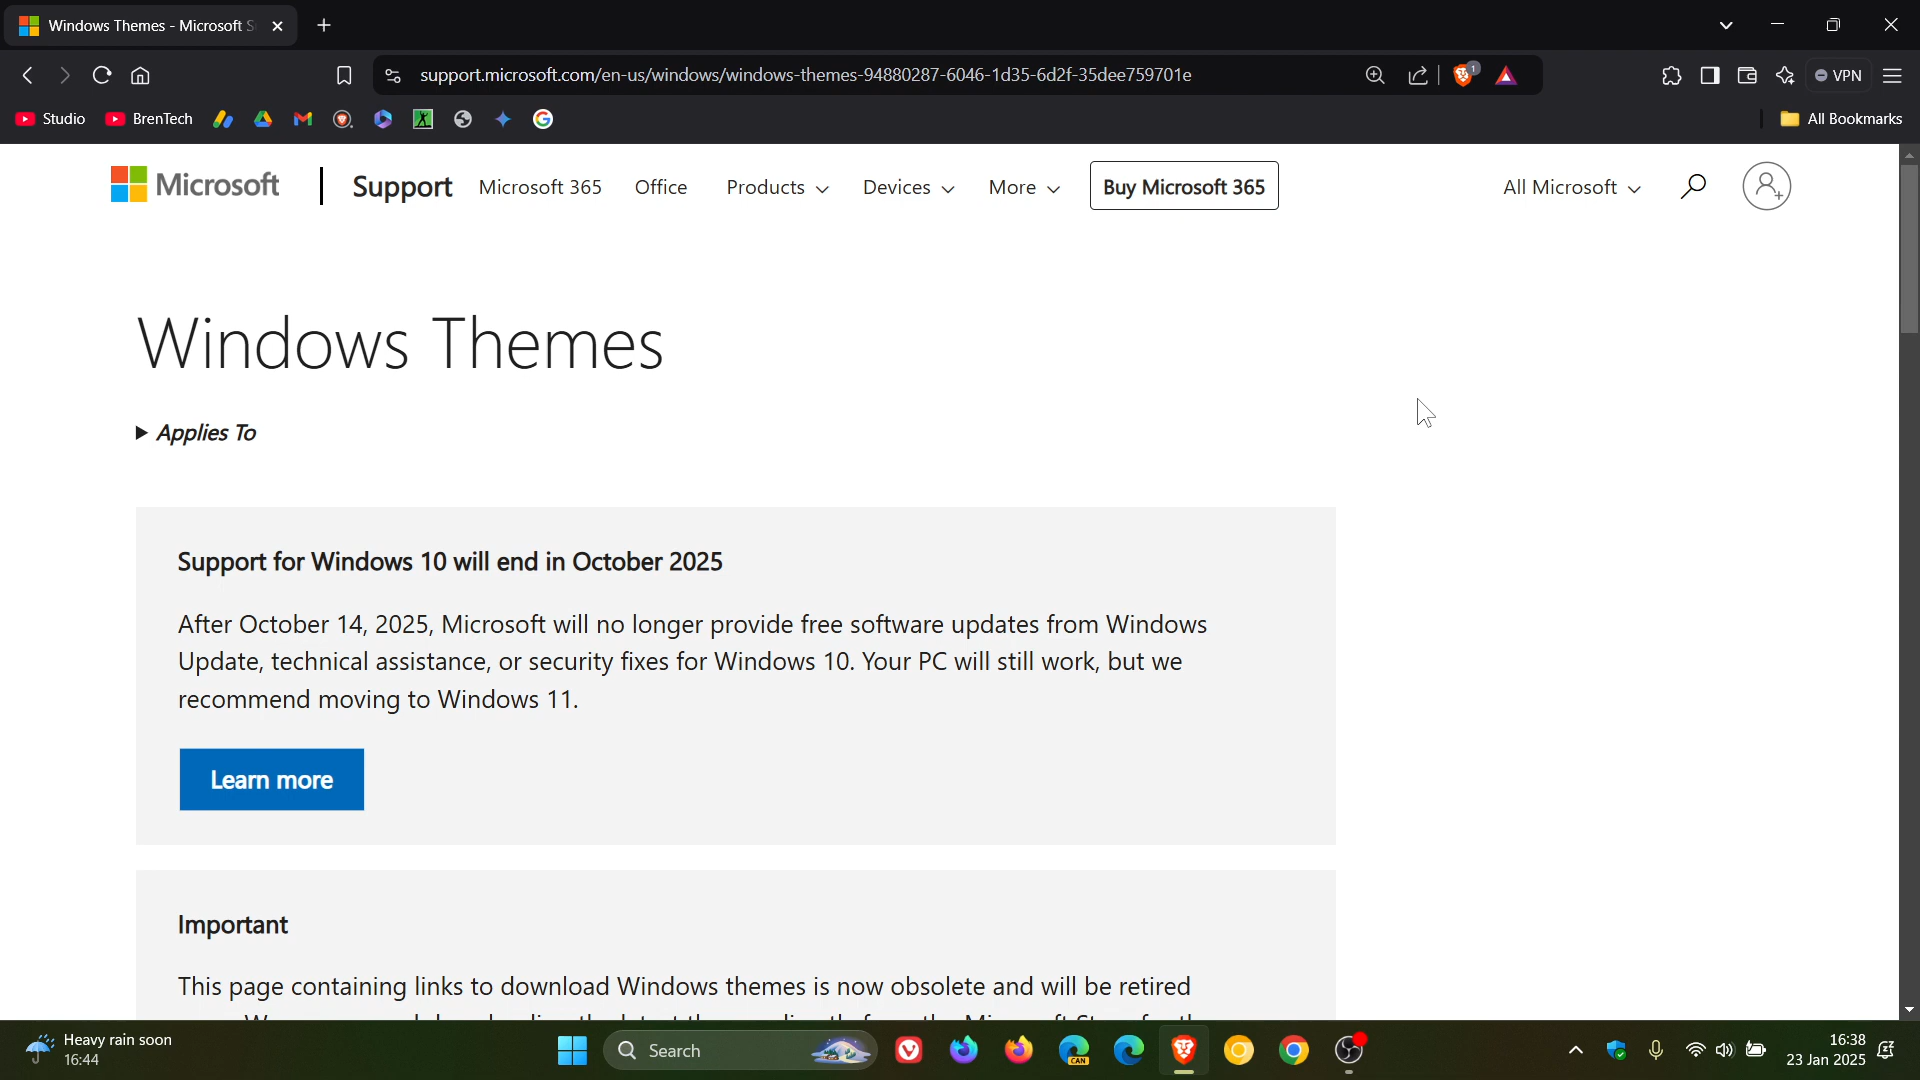 Windows Themes - Microsoft S
support.microsoft.com/en-us/windows/windows-themes-94880287-6046-1d35-6d2f-35dee759701e
1
VPN
Studio
BrenTech
All Bookmarks
Microsoft
Support
Microsoft 365
Office
Products
Devices
More
Buy Microsoft 365
All Microsoft
Windows Themes
Applies To
Support for Windows 10 will end in October 2025
After October 14, 2025, Microsoft will no longer provide free software updates from Windows
Update, technical assistance, or security fixes for Windows 10. Your PC will still work, but we
recommend moving to Windows 11.
Learn more
Important
This page containing links to download Windows themes is now obsolete and will be retired
Heavy rain soon
16:44
Search
CAN
16:38
23 Jan 2025